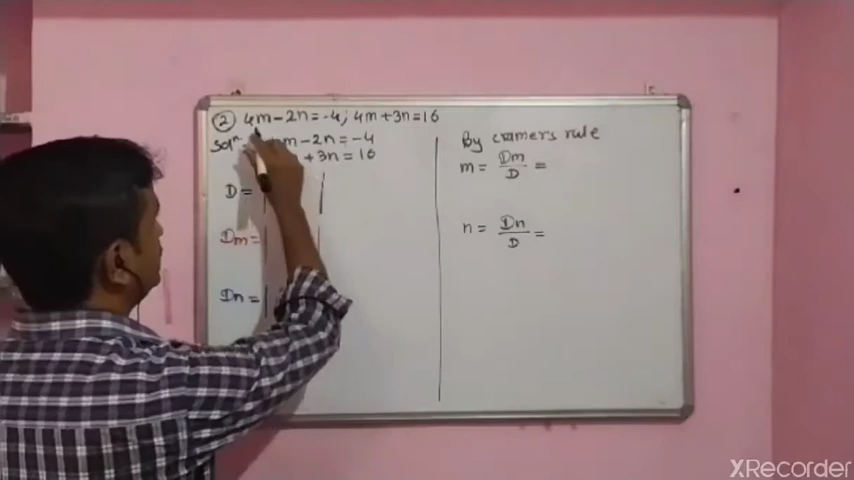 ② 4m - 2n = -4; 4m + 3n = 16
Solⁿ m - 2n = -4
+ 3n = 16
D =
Dm =
Dn =
By cramers rule
m = Dm/D =
n = Dn/D =
XRecorder